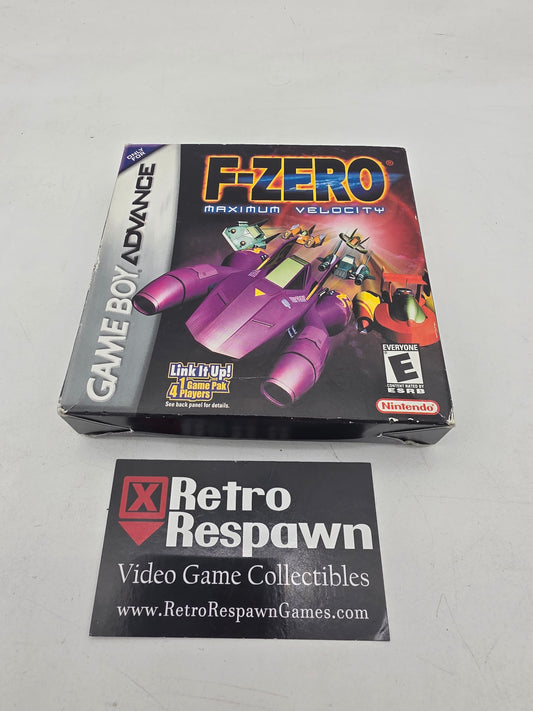 ONLY FOR
GAME BOY ADVANCE
F-ZERO®
MAXIMUM VELOCITY
Link It Up!
1 Game Pak
4 Players
See back panel for details.
EVERYONE
E
CONTENT RATED BY
ESRB
Nintendo
X Retro
Respawn
Video Game Collectibles
www.RetroRespawnGames.com